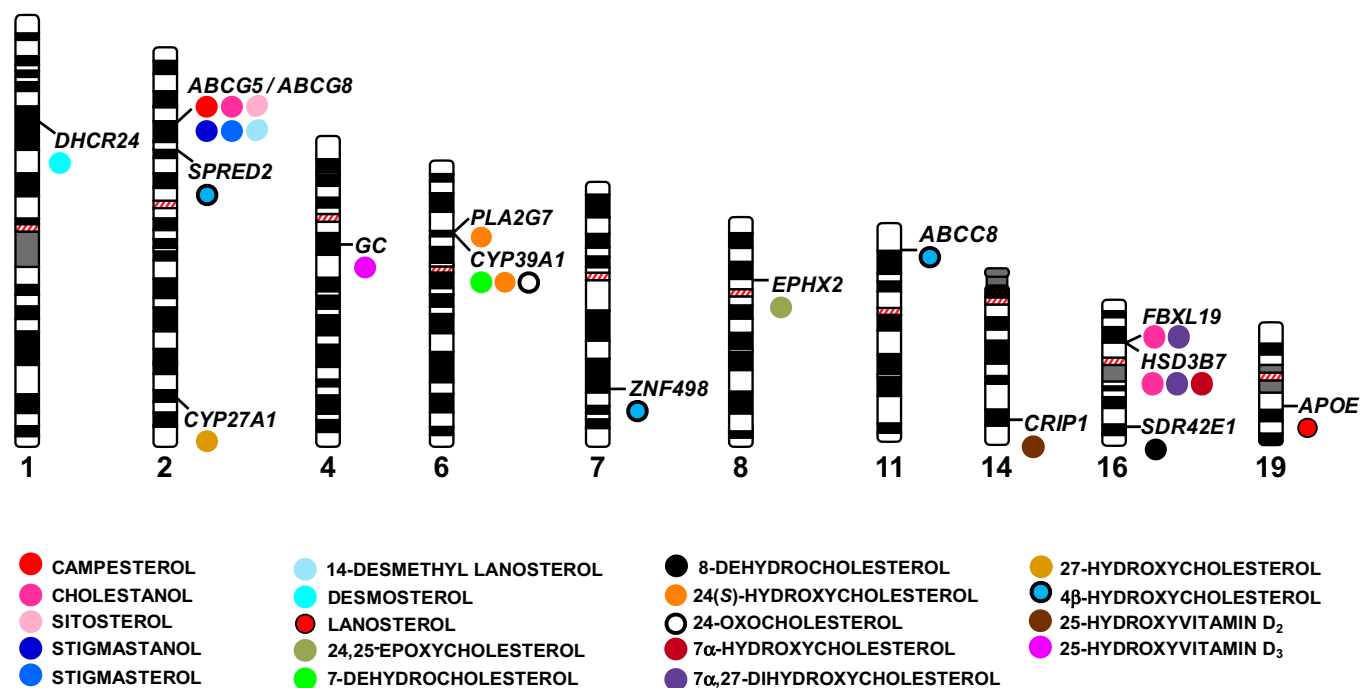 ABCG5 / ABCG8
DHCR24
SPRED2
CYP27A1
GC
PLA2G7
CYP39A1
ZNF498
EPHX2
ABCC8
CRIP1
FBXL19
HSD3B7
SDR42E1
APOE
1 2 4 6 7 8 11 14 16 19
CAMPESTEROL
CHOLESTANOL
SITOSTEROL
STIGMASTANOL
STIGMASTEROL
14-DESMETHYL LANOSTEROL
DESMOSTEROL
LANOSTEROL
24,25-EPOXYCHOLESTEROL
7-DEHYDROCHOLESTEROL
8-DEHYDROCHOLESTEROL
24(S)-HYDROXYCHOLESTEROL
24-OXOCHOLESTEROL
7α-HYDROXYCHOLESTEROL
7α,27-DIHYDROXYCHOLESTEROL
27-HYDROXYCHOLESTEROL
4β-HYDROXYCHOLESTEROL
25-HYDROXYVITAMIN D₂
25-HYDROXYVITAMIN D₃